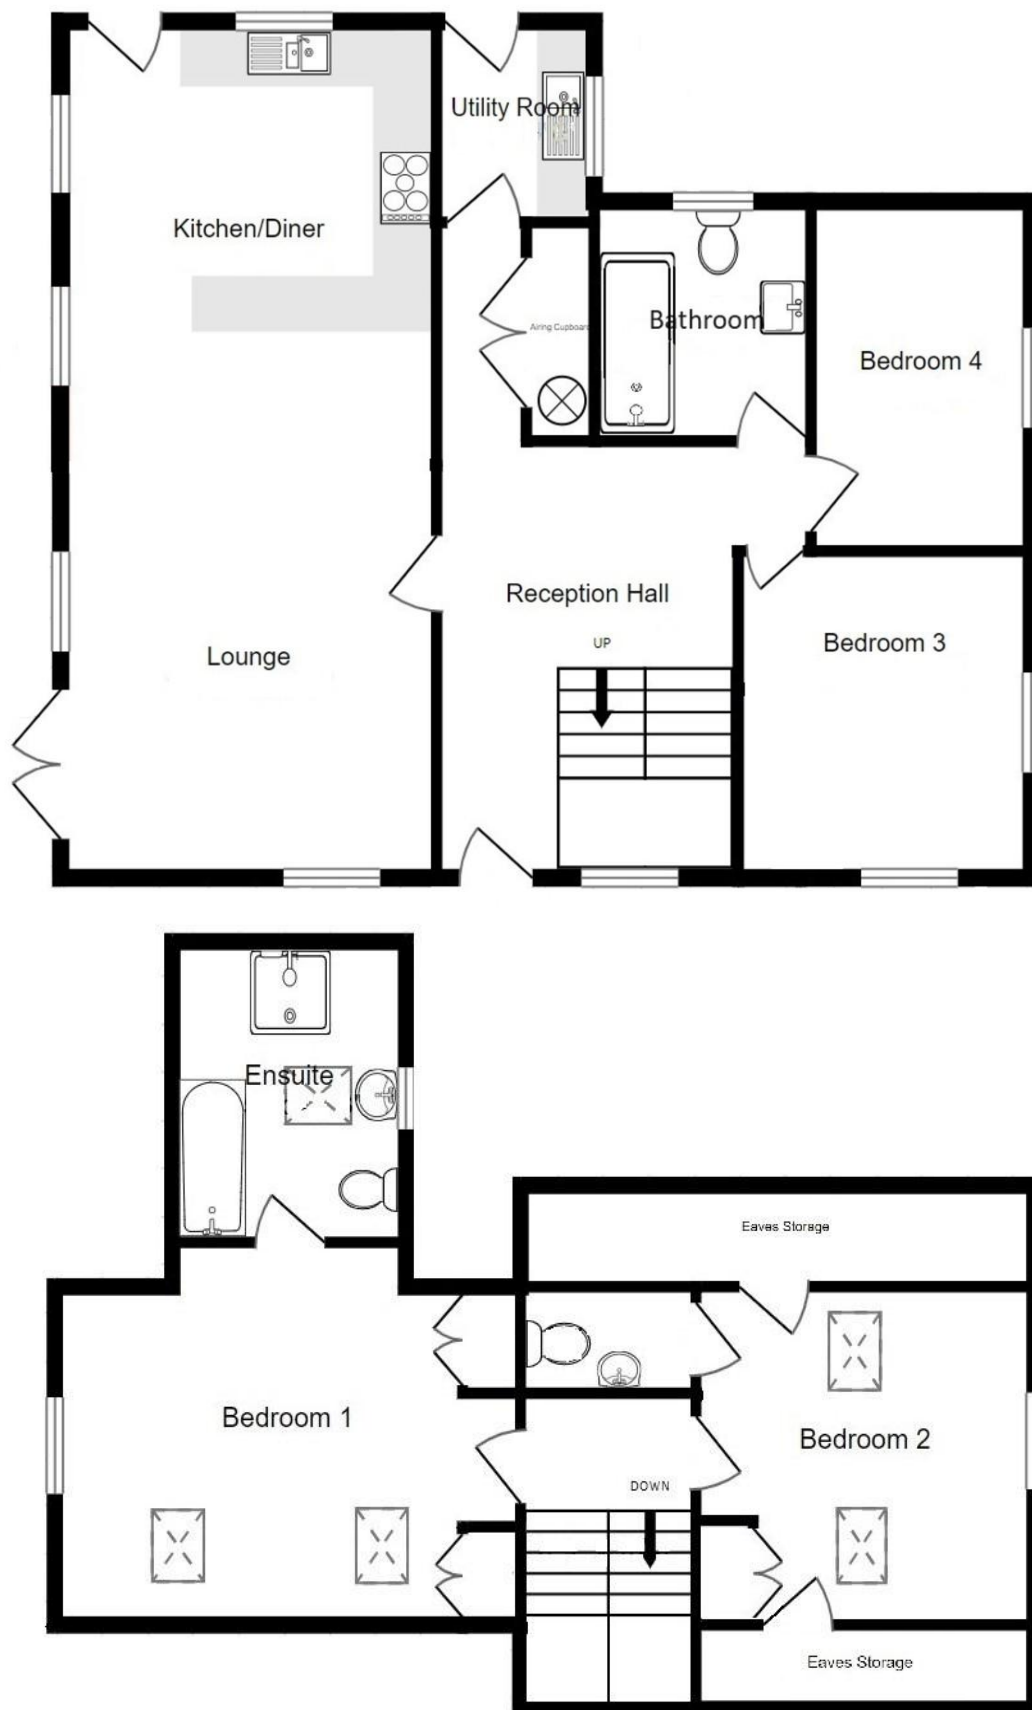 Utility Room
Kitchen/Diner
Airing Cupboard
Bathroom
Bedroom 4
Reception Hall
UP
Bedroom 3
Lounge
Ensuite
Eaves Storage
Bedroom 1
Bedroom 2
DOWN
Eaves Storage